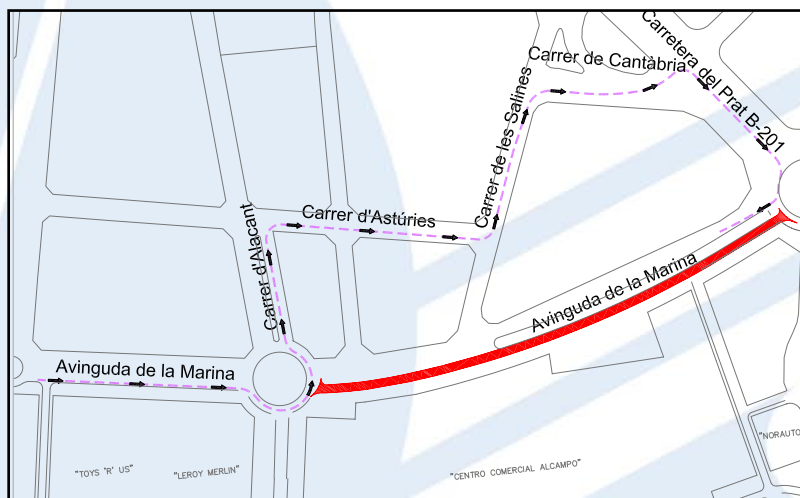 Carretera del Prat B-201
Carrer de Cantàbria
Carrer de les Salines
Carrer d'Astúries
Carrer d'Alacant
Avinguda de la Marina
Avinguda de la Marina
"TOYS 'R' US"
"LEROY MERLIN"
"CENTRO COMERCIAL ALCAMPO"
"NORAUTO